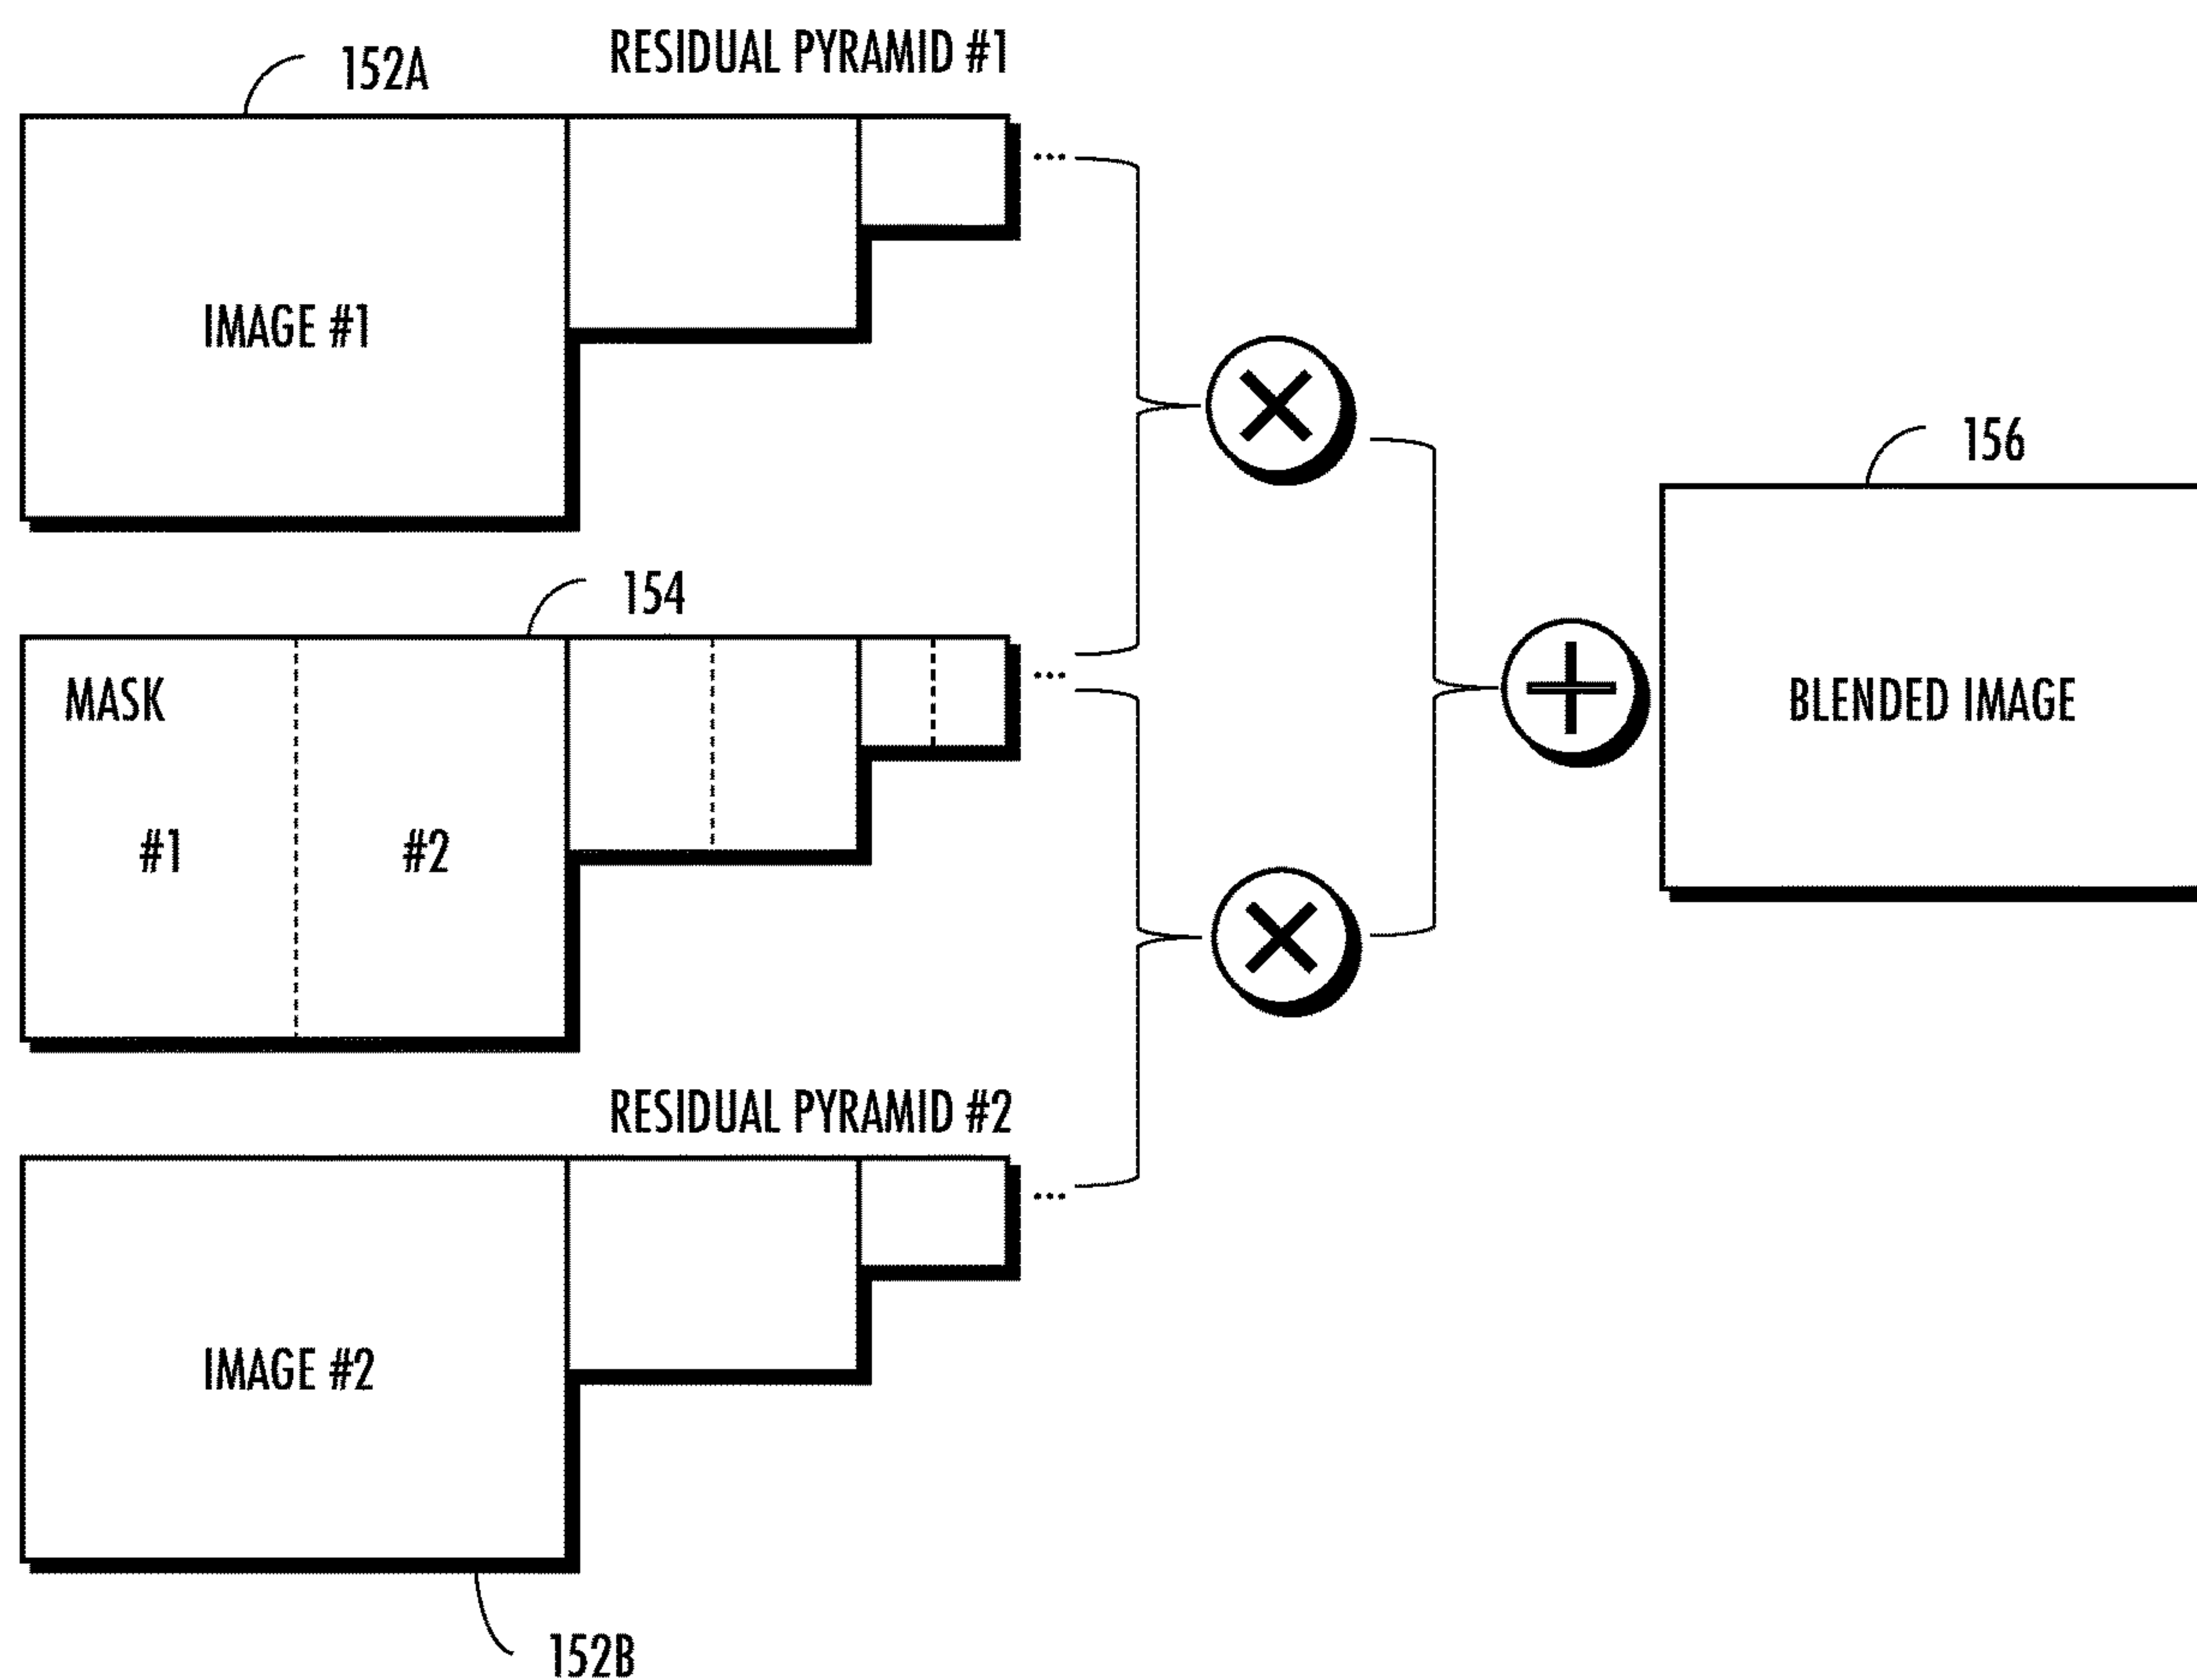 152A
RESIDUAL PYRAMID #1
...
IMAGE #1
154
...
MASK
#1
#2
156
BLENDED IMAGE
RESIDUAL PYRAMID #2
...
IMAGE #2
152B